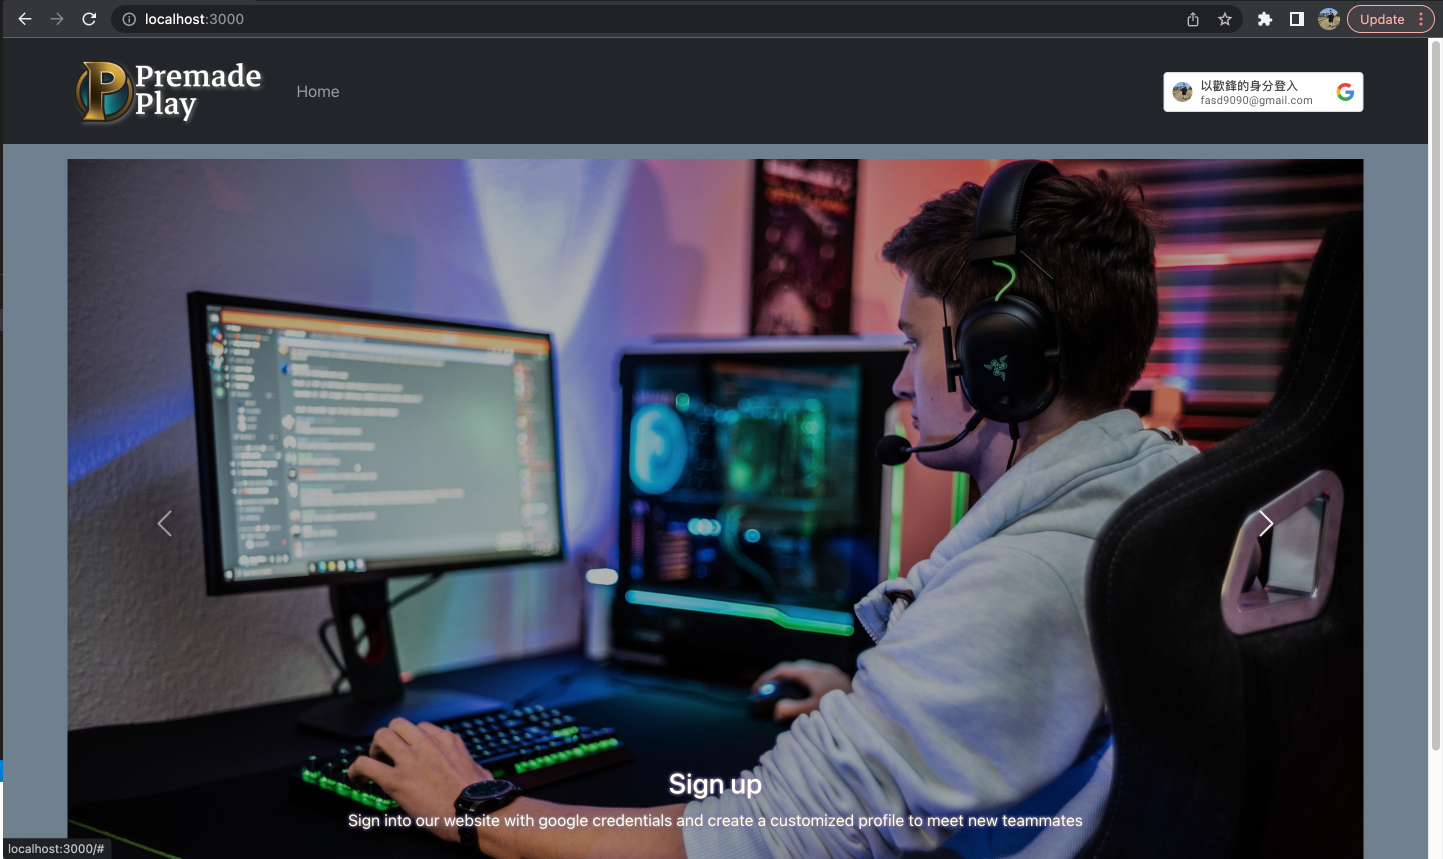 localhost:3000
Update
Premade
Play
Home
以歡鋒的身分登入
fasd9090@gmail.com
Sign up
Sign into our website with google credentials and create a customized profile to meet new teammates
localhost:3000/#